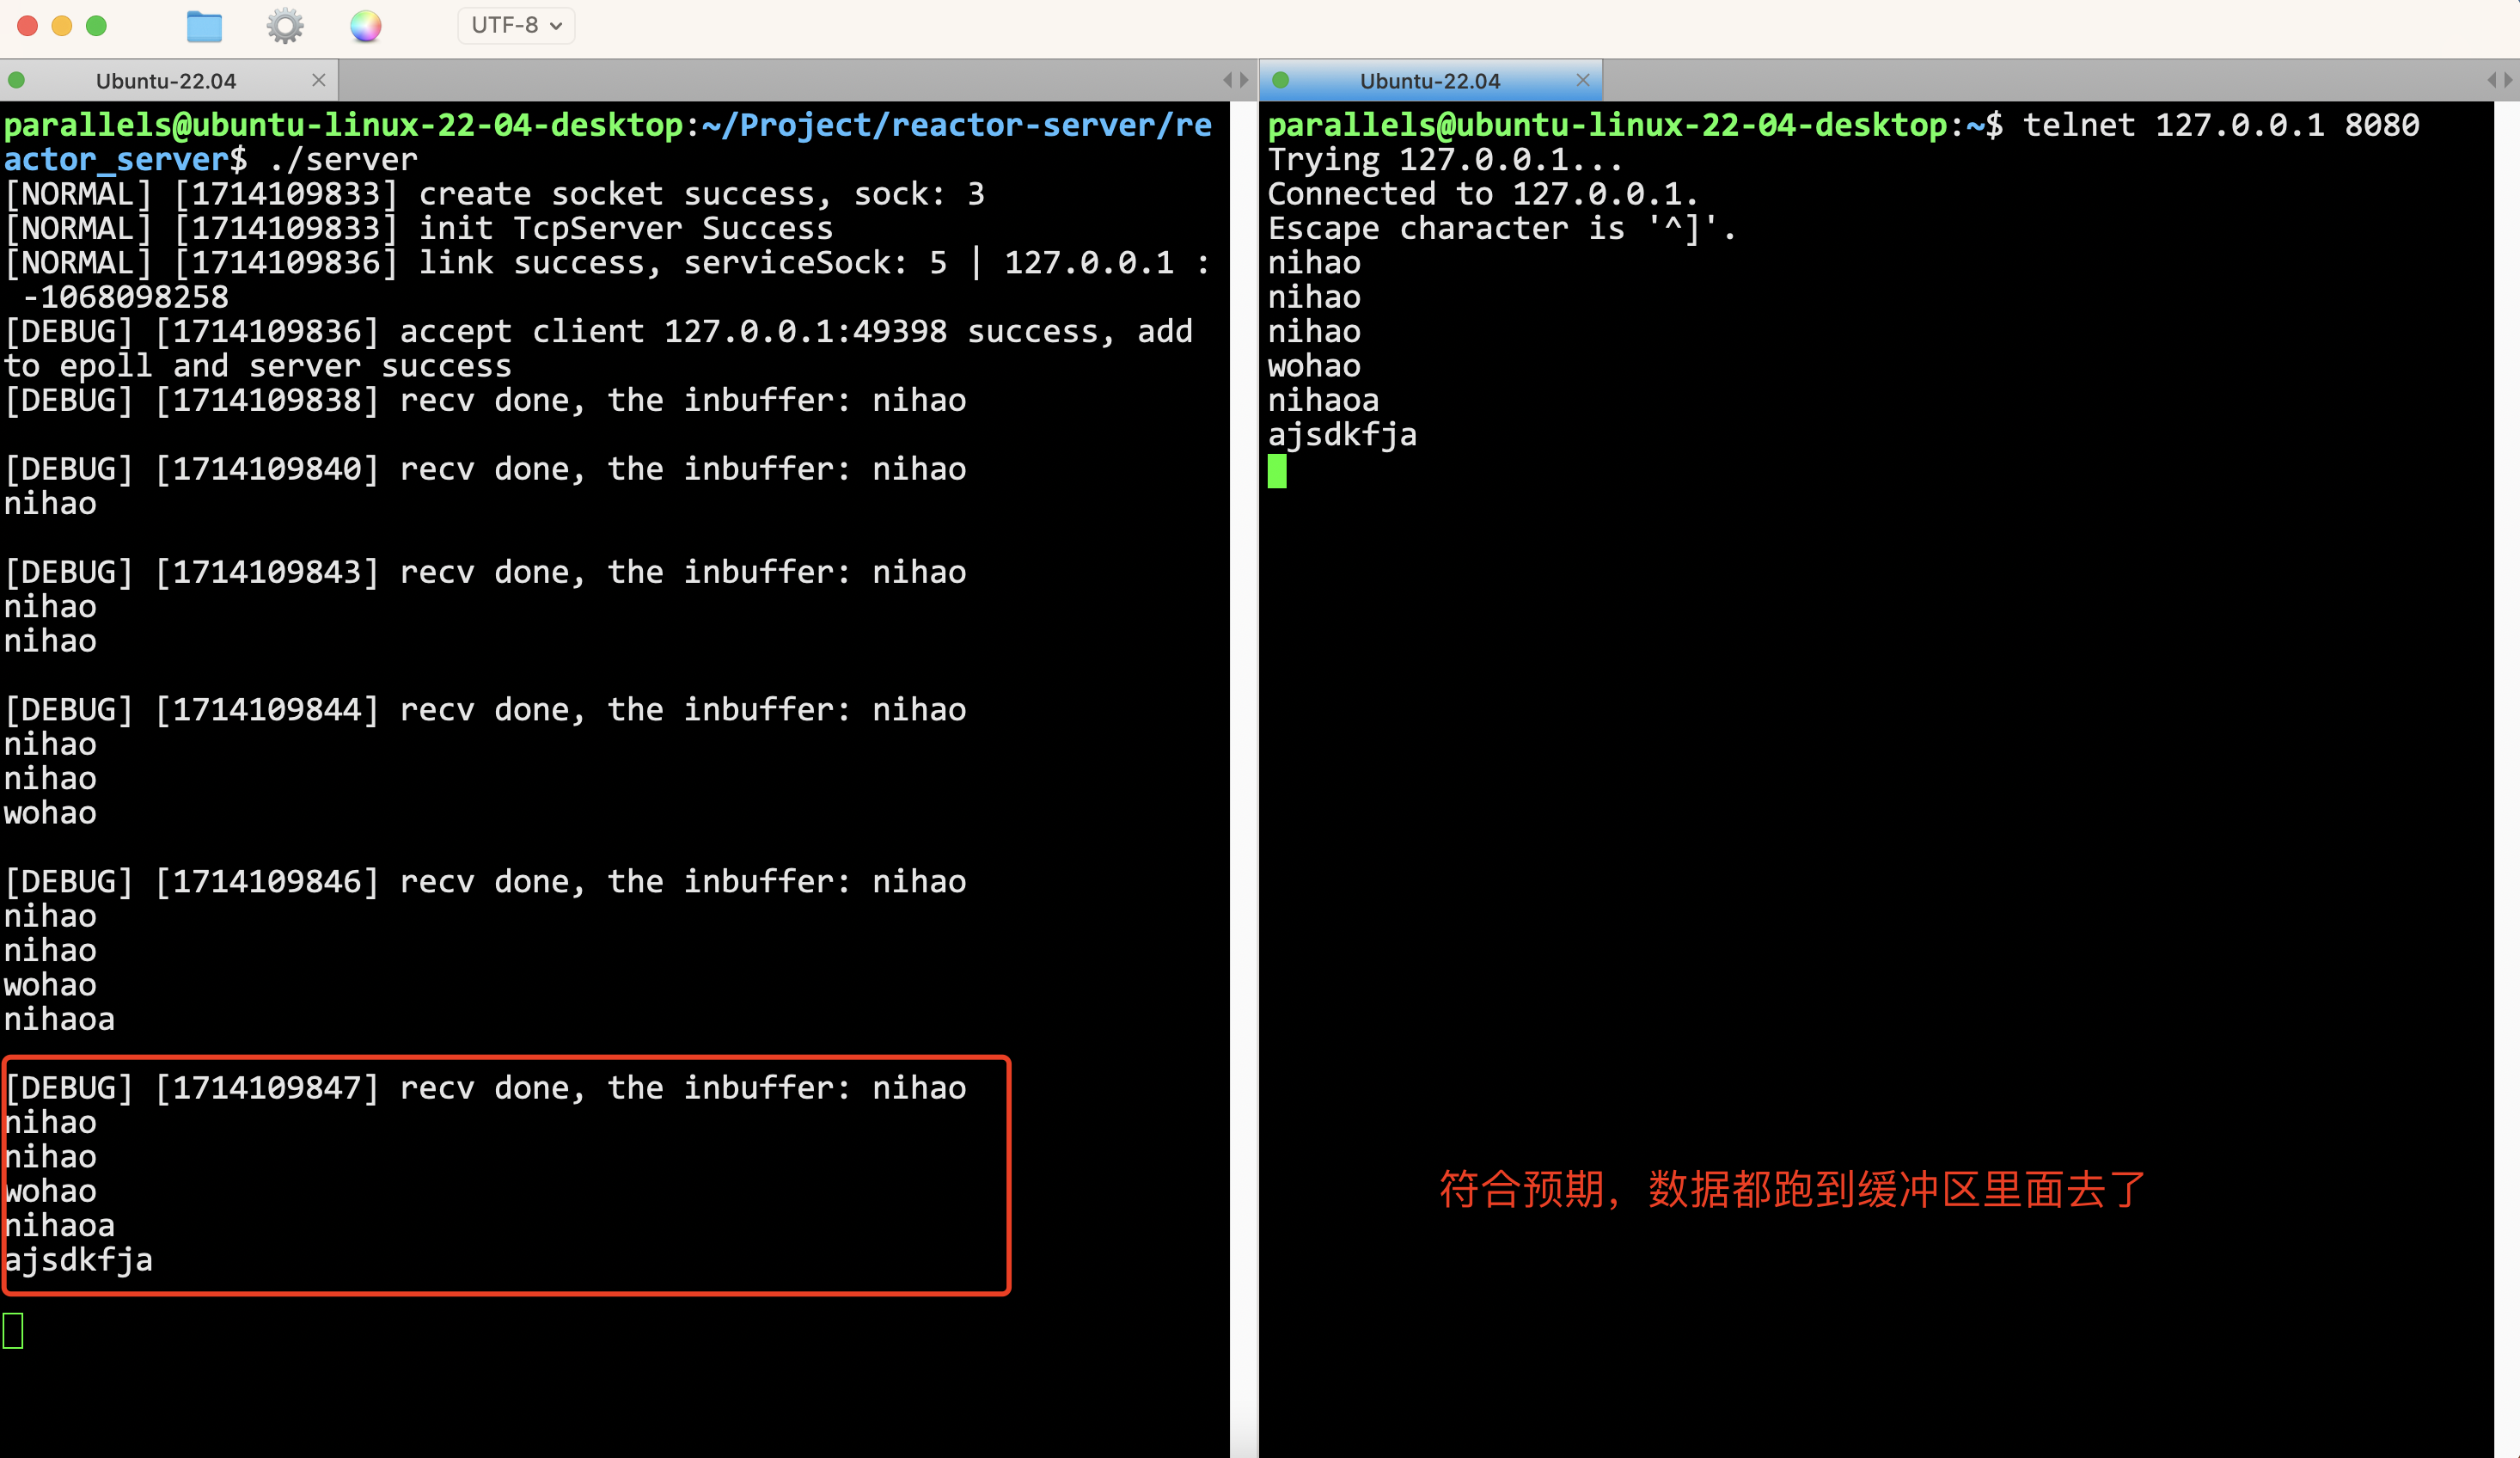 UTF-8
Ubuntu-22.04
parallels@ubuntu-linux-22-04-desktop:~/Project/reactor-server/re
actor_server$ ./server
[NORMAL] [1714109833] create socket success, sock: 3
[NORMAL] [1714109833] init TcpServer Success
[NORMAL] [1714109836] link success, serviceSock: 5 | 127.0.0.1 :
-1068098258
[DEBUG] [1714109836] accept client 127.0.0.1:49398 success, add
to epoll and server success
[DEBUG] [1714109838] recv done, the inbuffer: nihao
[DEBUG] [1714109840] recv done, the inbuffer: nihao
nihao
[DEBUG] [1714109843] recv done, the inbuffer: nihao
nihao
nihao
[DEBUG] [1714109844] recv done, the inbuffer: nihao
nihao
nihao
wohao
[DEBUG] [1714109846] recv done, the inbuffer: nihao
nihao
nihao
wohao
nihaoa
[DEBUG] [1714109847] recv done, the inbuffer: nihao
nihao
nihao
wohao
nihaoa
ajsdkfja
Ubuntu-22.04
parallels@ubuntu-linux-22-04-desktop:~$ telnet 127.0.0.1 8080
Trying 127.0.0.1...
Connected to 127.0.0.1.
Escape character is '^]'.
nihao
nihao
nihao
wohao
nihaoa
ajsdkfja
符合预期，数据都跑到缓冲区里面去了